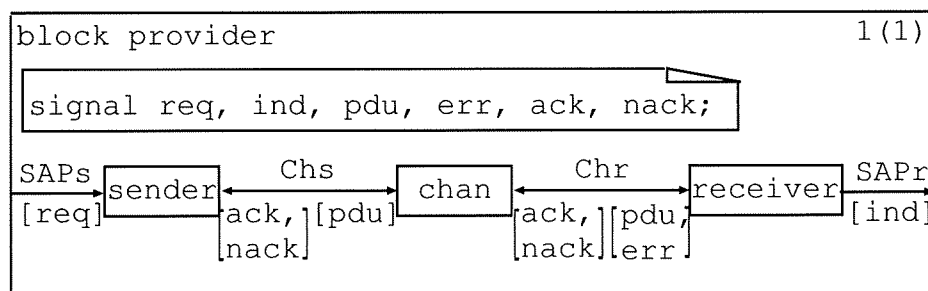 block provider 1(1)
signal req, ind, pdu, err, ack, nack;
SAPs Chs Chr SAPr
sender chan receiver
[req] [ack, [pdu] [ack, [pdu, [ind]
nack] nack] err]